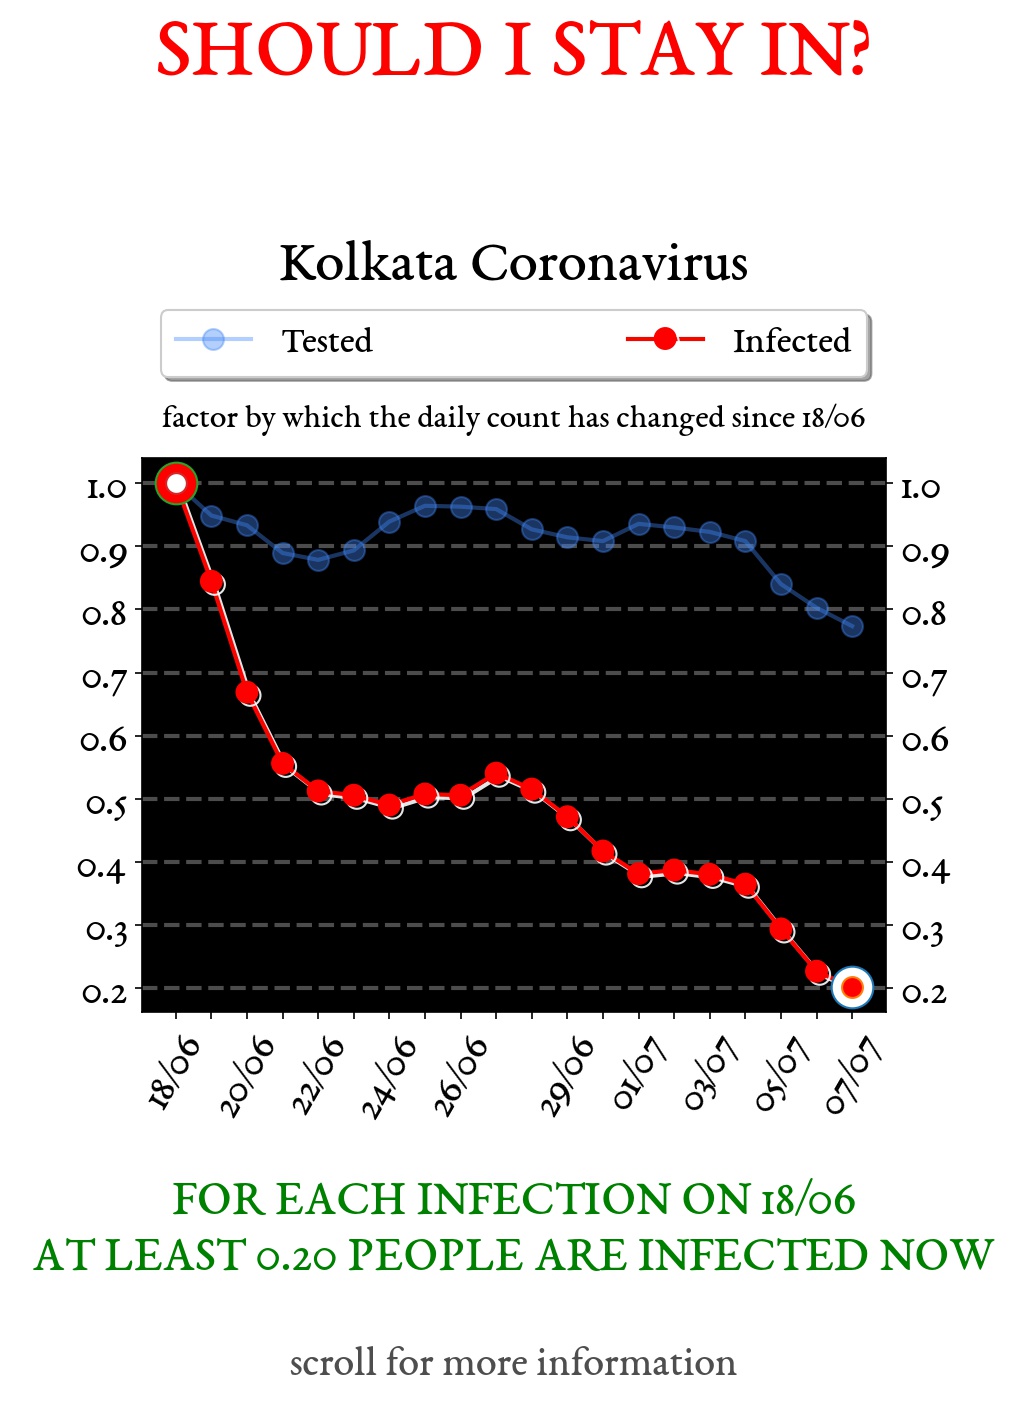 SHOULD I STAY IN?
Kolkata Coronavirus
Tested Infected
factor by which the daily count has changed since 18/06
1.0 1.0
0.9 0.9
0.8 0.8
0.7 0.7
0.6 0.6
0.5 0.5
0.4 0.4
0.3 0.3
0.2 0.2
18/06 20/06 22/06 24/06 26/06 29/06 01/07 03/07 05/07 07/07
FOR EACH INFECTION ON 18/06
AT LEAST 0.20 PEOPLE ARE INFECTED NOW
scroll for more information